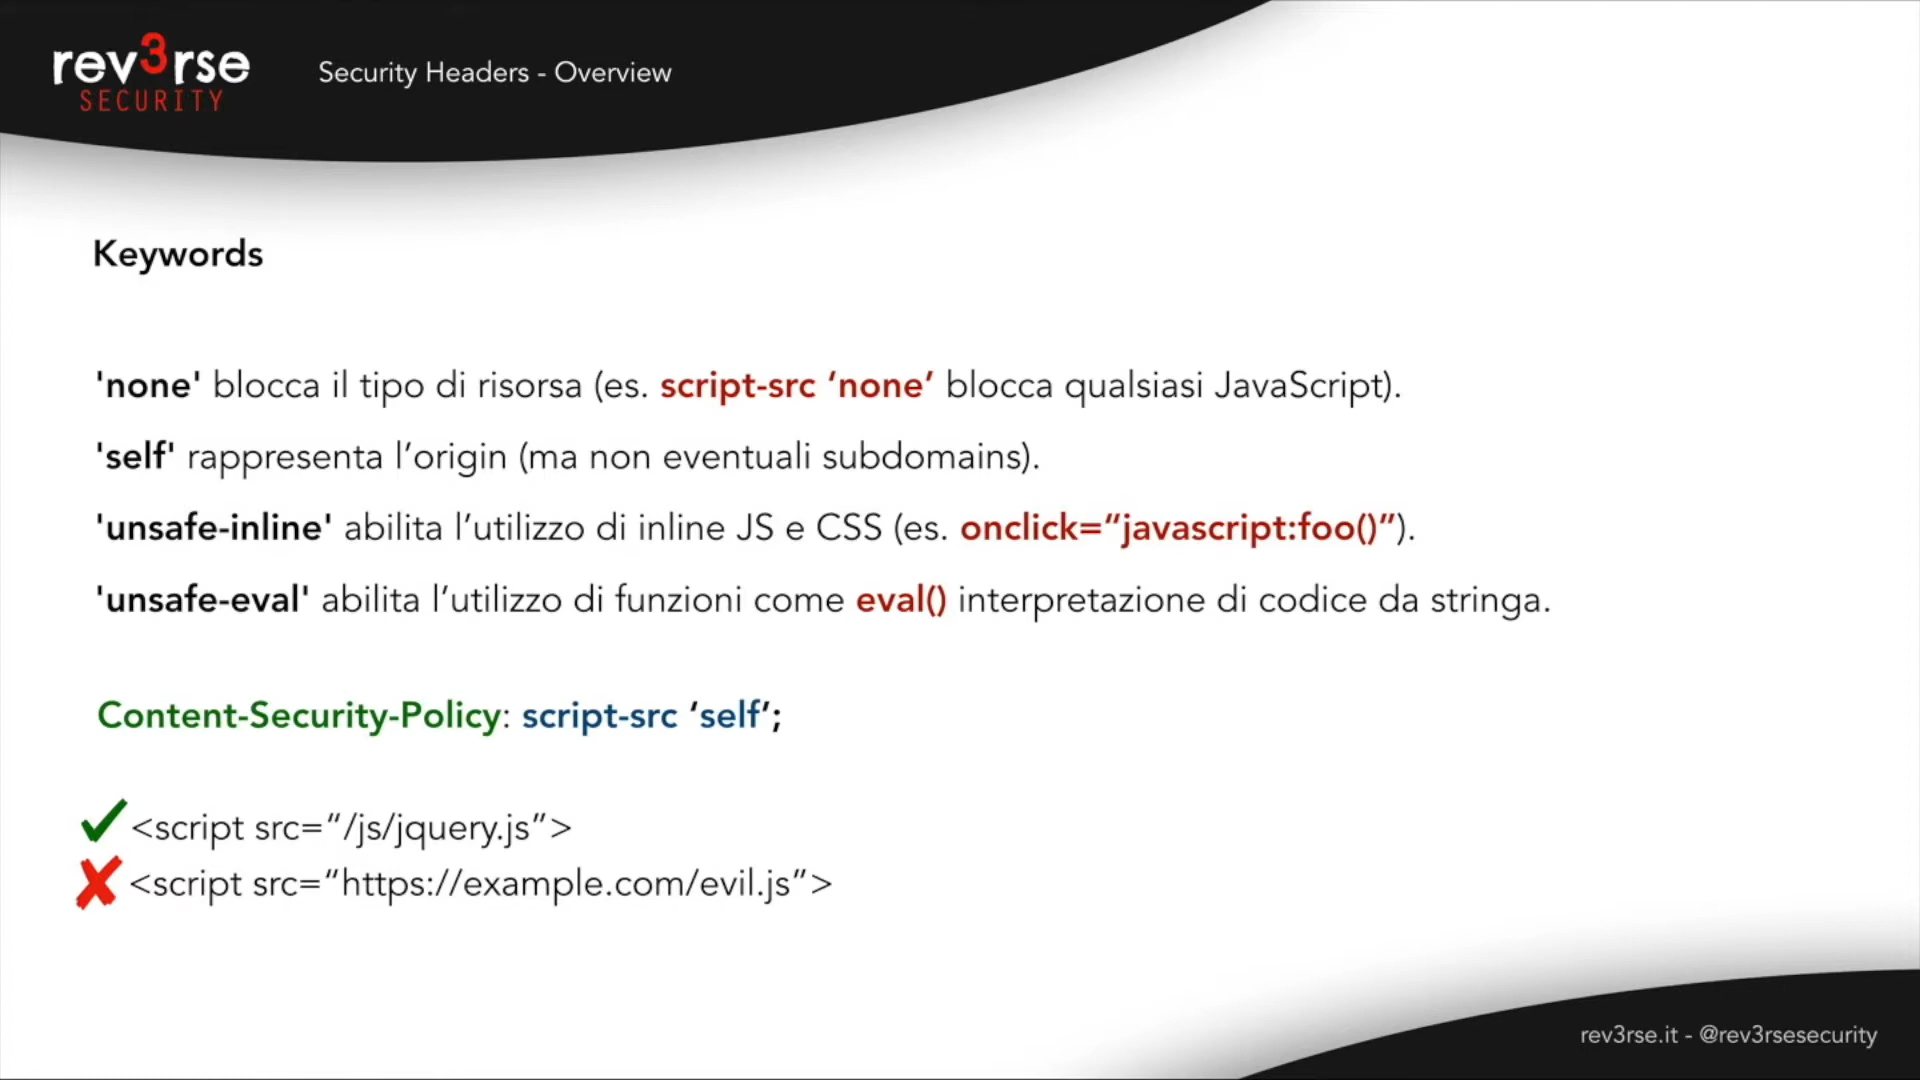 rev3rse
SECURITY
Security Headers - Overview
Keywords
'none' blocca il tipo di risorsa (es. script-src ‘none’ blocca qualsiasi JavaScript).
'self' rappresenta l’origin (ma non eventuali subdomains).
'unsafe-inline' abilita l’utilizzo di inline JS e CSS (es. onclick=“javascript:foo()”).
'unsafe-eval' abilita l’utilizzo di funzioni come eval() interpretazione di codice da stringa.
Content-Security-Policy: script-src ‘self’;
<script src=“/js/jquery.js”>
<script src=“https://example.com/evil.js”>
rev3rse.it - @rev3rsesecurity